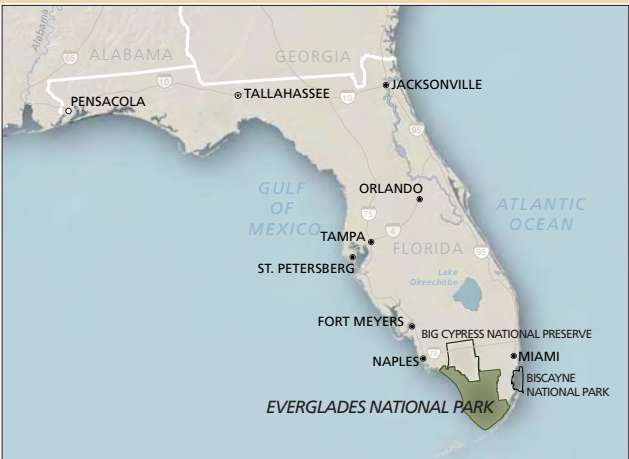 Alabama
65
ALABAMA
GEORGIA
10
PENSACOLA
TALLAHASSEE
10
JACKSONVILLE
95
GULF
OF
MEXICO
ORLANDO
ATLANTIC
OCEAN
75
4
TAMPA
FLORIDA
95
ST. PETERSBERG
Lake
Okeechobe
FORT MEYERS
BIG CYPRESS NATIONAL PRESERVE
NAPLES
75
MIAMI
BISCAYNE
NATIONAL PARK
EVERGLADES NATIONAL PARK